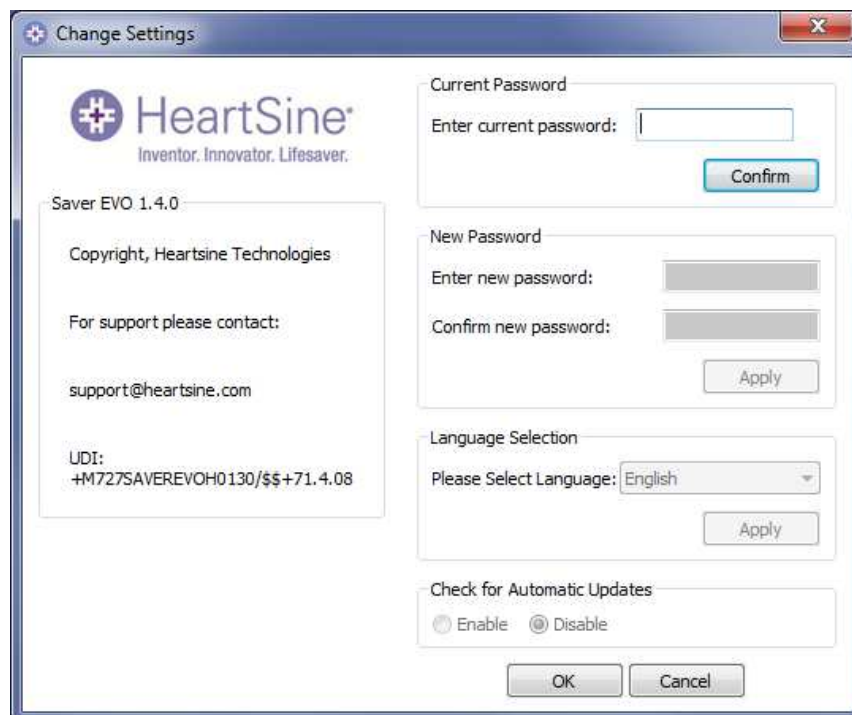 Change Settings
HeartSine®
Inventor. Innovator. Lifesaver.
Saver EVO 1.4.0
Copyright, Heartsine Technologies
For support please contact:
support@heartsine.com
UDI:
+M727SAVEREVOH0130/$$+71.4.08
Current Password
Enter current password:
Confirm
New Password
Enter new password:
Confirm new password:
Apply
Language Selection
Please Select Language: English
Apply
Check for Automatic Updates
Enable Disable
OK Cancel